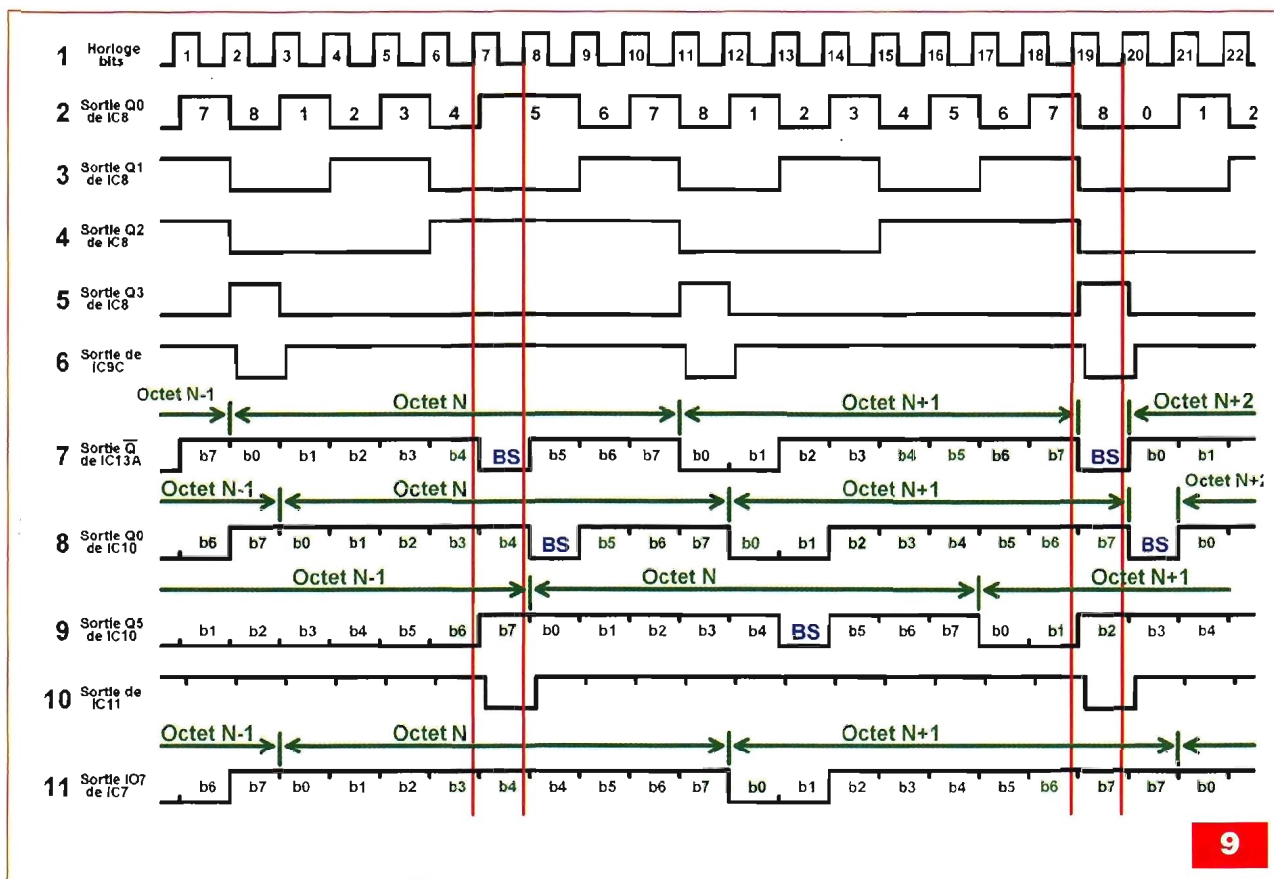 1 Horloge bits 1 2 3 4 5 6 7 8 9 10 11 12 13 14 15 16 17 18 19 20 21 22
2 Sortie Q0 de IC8 7 8 1 2 3 4 5 6 7 8 1 2 3 4 5 6 7 8 0 1 2
3 Sortie Q1 de IC8
4 Sortie Q2 de IC8
5 Sortie Q3 de IC8
6 Sortie de IC9C
Octet N-1 Octet N Octet N+1 Octet N+2
7 Sortie Q̅ de IC13A b7 b0 b1 b2 b3 b4 BS b5 b6 b7 b0 b1 b2 b3 b4 b5 b6 b7 BS b0 b1
Octet N-1 Octet N Octet N+1 Octet N+2
8 Sortie Q0 de IC10 b6 b7 b0 b1 b2 b3 b4 BS b5 b6 b7 b0 b1 b2 b3 b4 b5 b6 b7 BS b0
Octet N-1 Octet N Octet N+1
9 Sortie Q5 de IC10 b1 b2 b3 b4 b5 b6 b7 b0 b1 b2 b3 b4 BS b5 b6 b7 b0 b1 b2 b3 b4
10 Sortie de IC11
Octet N-1 Octet N Octet N+1
11 Sortie IO7 de IC7 b6 b7 b0 b1 b2 b3 b4 b4 b5 b6 b7 b0 b1 b2 b3 b4 b5 b6 b7 b7 b0
9